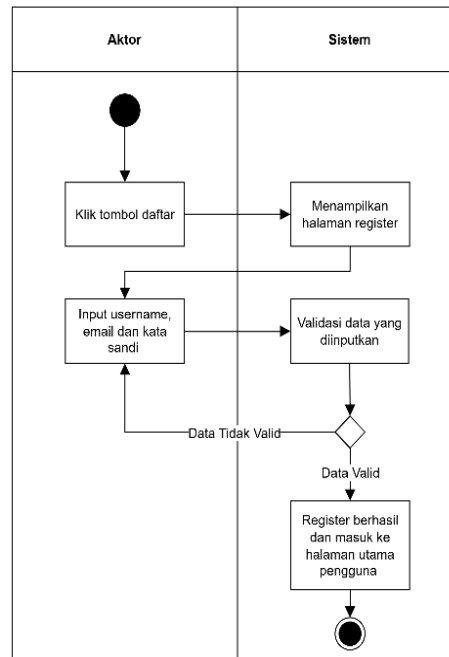 Aktor
Sistem
Klik tombol daftar
Menampilkan
halaman register
Input username,
email dan kata
sandi
Validasi data yang
diinputkan
Data Tidak Valid
Data Valid
Register berhasil
dan masuk ke
halaman utama
pengguna